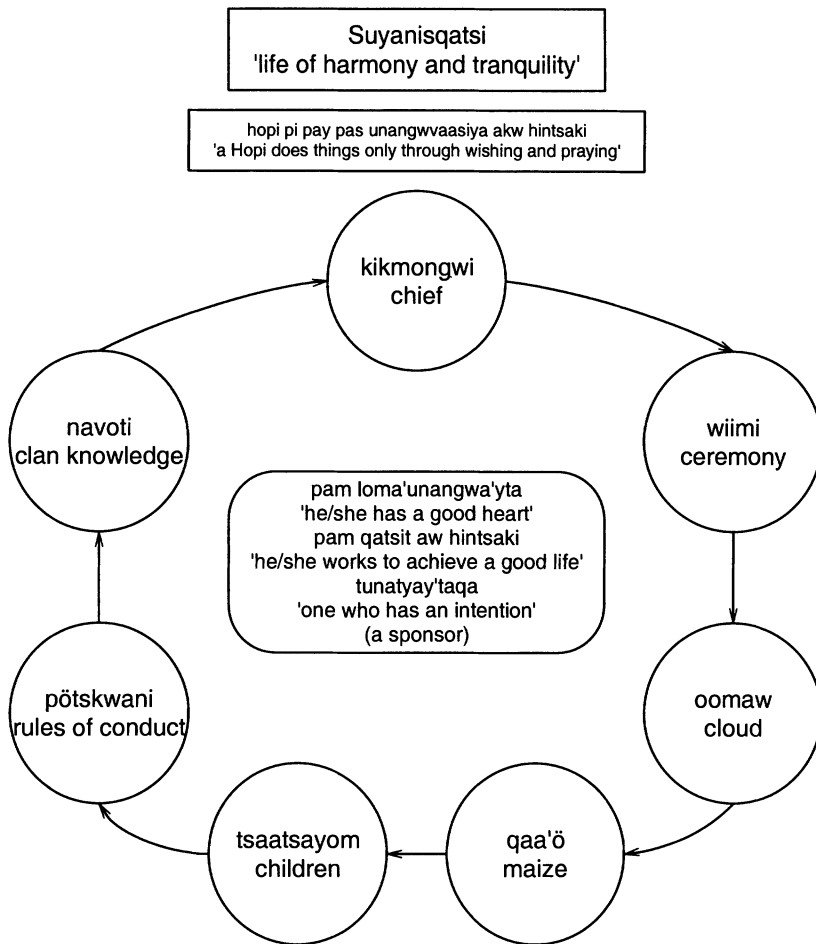 Suyanisqatsi
'life of harmony and tranquility'
hopi pi pay pas unangwvaasiya akw hintsaki
'a Hopi does things only through wishing and praying'
kikmongwi
chief
wiimi
ceremony
oomaw
cloud
qaa'ö
maize
tsaatsayom
children
pötskwani
rules of conduct
navoti
clan knowledge
pam loma'unangwa'yta
'he/she has a good heart'
pam qatsit aw hintsaki
'he/she works to achieve a good life'
tunatyay'taqa
'one who has an intention'
(a sponsor)